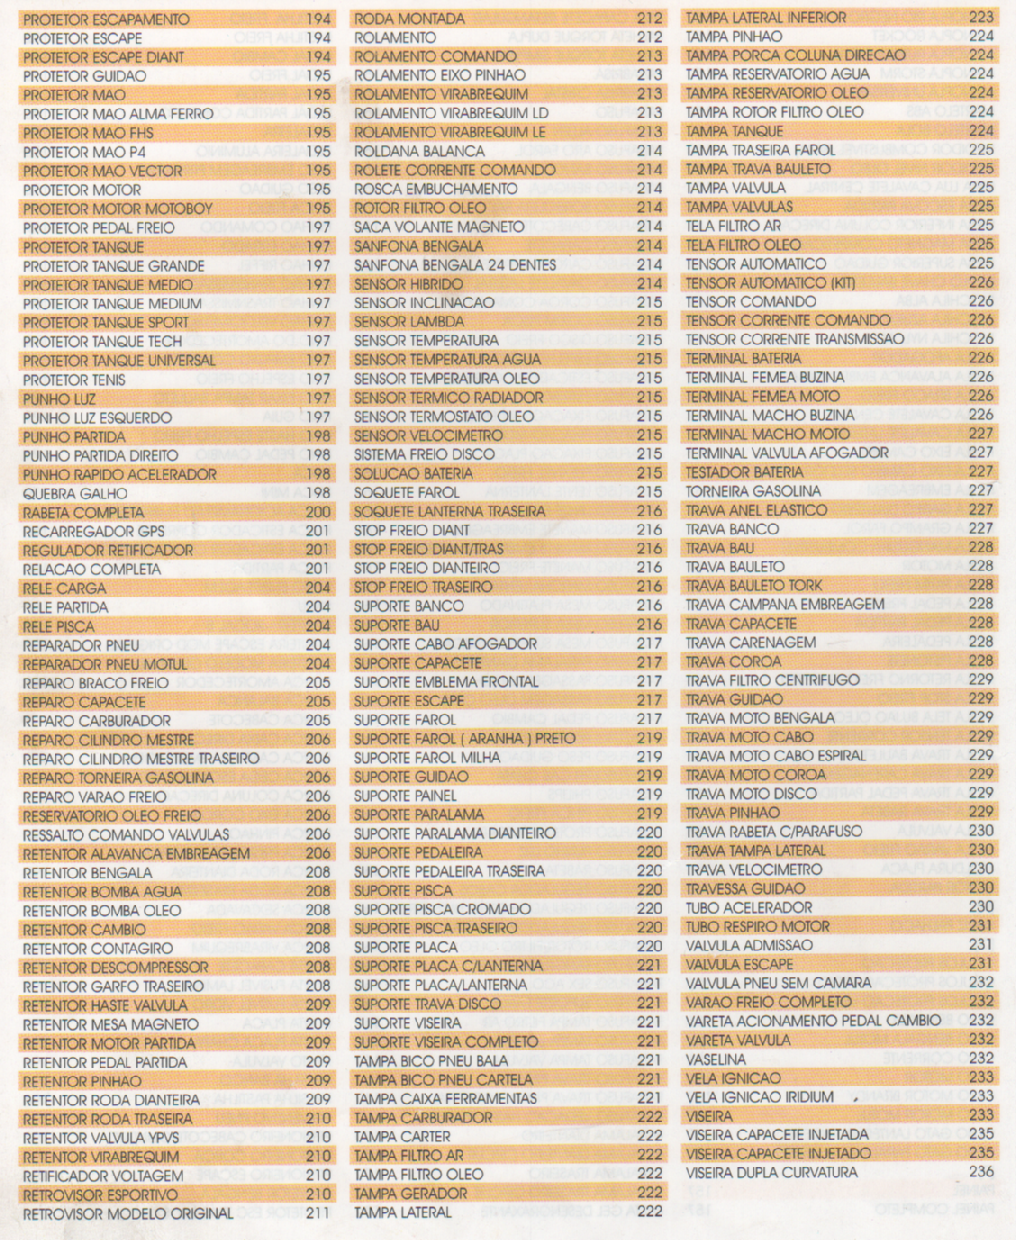 PROTETOR ESCAPAMENTO 194
PROTETOR ESCAPE 194
PROTETOR ESCAPE DIANT 194
PROTETOR GUIDAO 195
PROTETOR MAO 195
PROTETOR MAO ALMA FERRO 195
PROTETOR MAO FHS 195
PROTETOR MAO P4 195
PROTETOR MAO VECTOR 195
PROTETOR MOTOR 195
PROTETOR MOTOR MOTOBOY 195
PROTETOR PEDAL FREIO 197
PROTETOR TANQUE 197
PROTETOR TANQUE GRANDE 197
PROTETOR TANQUE MEDIO 197
PROTETOR TANQUE MEDIUM 197
PROTETOR TANQUE SPORT 197
PROTETOR TANQUE TECH 197
PROTETOR TANQUE UNIVERSAL 197
PROTETOR TENIS 197
PUNHO LUZ 197
PUNHO LUZ ESQUERDO 197
PUNHO PARTIDA 198
PUNHO PARTIDA DIREITO 198
PUNHO RAPIDO ACELERADOR 198
QUEBRA GALHO 198
RABETA COMPLETA 200
RECARREGADOR GPS 201
REGULADOR RETIFICADOR 201
RELACAO COMPLETA 201
RELE CARGA 204
RELE PARTIDA 204
RELE PISCA 204
REPARADOR PNEU 204
REPARADOR PNEU MOTUL 204
REPARO BRACO FREIO 205
REPARO CAPACETE 205
REPARO CARBURADOR 205
REPARO CILINDRO MESTRE 206
REPARO CILINDRO MESTRE TRASEIRO 206
REPARO TORNEIRA GASOLINA 206
REPARO VARAO FREIO 206
RESERVATORIO OLEO FREIO 206
RESSALTO COMANDO VALVULAS 206
RETENTOR ALAVANCA EMBREAGEM 206
RETENTOR BENGALA 208
RETENTOR BOMBA AGUA 208
RETENTOR BOMBA OLEO 208
RETENTOR CAMBIO 208
RETENTOR CONTAGIRO 208
RETENTOR DESCOMPRESSOR 208
RETENTOR GARFO TRASEIRO 208
RETENTOR HASTE VALVULA 209
RETENTOR MESA MAGNETO 209
RETENTOR MOTOR PARTIDA 209
RETENTOR PEDAL PARTIDA 209
RETENTOR PINHAO 209
RETENTOR RODA DIANTEIRA 209
RETENTOR RODA TRASEIRA 210
RETENTOR VALVULA YPVS 210
RETENTOR VIRABREQUIM 210
RETIFICADOR VOLTAGEM 210
RETROVISOR ESPORTIVO 210
RETROVISOR MODELO ORIGINAL 211
RODA MONTADA 212
ROLAMENTO 212
ROLAMENTO COMANDO 213
ROLAMENTO EIXO PINHAO 213
ROLAMENTO VIRABREQUIM 213
ROLAMENTO VIRABREQUIM LD 213
ROLAMENTO VIRABREQUIM LE 213
ROLDANA BALANCA 214
ROLETE CORRENTE COMANDO 214
ROSCA EMBUCHAMENTO 214
ROTOR FILTRO OLEO 214
SACA VOLANTE MAGNETO 214
SANFONA BENGALA 214
SANFONA BENGALA 24 DENTES 214
SENSOR HIBRIDO 214
SENSOR INCLINACAO 215
SENSOR LAMBDA 215
SENSOR TEMPERATURA 215
SENSOR TEMPERATURA AGUA 215
SENSOR TEMPERATURA OLEO 215
SENSOR TERMICO RADIADOR 215
SENSOR TERMOSTATO OLEO 215
SENSOR VELOCIMETRO 215
SISTEMA FREIO DISCO 215
SOLUCAO BATERIA 215
SOQUETE FAROL 215
SOQUETE LANTERNA TRASEIRA 216
STOP FREIO DIANT 216
STOP FREIO DIANT/TRAS 216
STOP FREIO DIANTEIRO 216
STOP FREIO TRASEIRO 216
SUPORTE BANCO 216
SUPORTE BAU 216
SUPORTE CABO AFOGADOR 217
SUPORTE CAPACETE 217
SUPORTE EMBLEMA FRONTAL 217
SUPORTE ESCAPE 217
SUPORTE FAROL 217
SUPORTE FAROL ( ARANHA ) PRETO 219
SUPORTE FAROL MILHA 219
SUPORTE GUIDAO 219
SUPORTE PAINEL 219
SUPORTE PARALAMA 219
SUPORTE PARALAMA DIANTEIRO 220
SUPORTE PEDALEIRA 220
SUPORTE PEDALEIRA TRASEIRA 220
SUPORTE PISCA 220
SUPORTE PISCA CROMADO 220
SUPORTE PISCA TRASEIRO 220
SUPORTE PLACA 220
SUPORTE PLACA C/LANTERNA 221
SUPORTE PLACA/LANTERNA 221
SUPORTE TRAVA DISCO 221
SUPORTE VISEIRA 221
SUPORTE VISEIRA COMPLETO 221
TAMPA BICO PNEU BALA 221
TAMPA BICO PNEU CARTELA 221
TAMPA CAIXA FERRAMENTAS 221
TAMPA CARBURADOR 222
TAMPA CARTER 222
TAMPA FILTRO AR 222
TAMPA FILTRO OLEO 222
TAMPA GERADOR 222
TAMPA LATERAL 222
TAMPA LATERAL INFERIOR 223
TAMPA PINHAO 224
TAMPA PORCA COLUNA DIRECAO 224
TAMPA RESERVATORIO AGUA 224
TAMPA RESERVATORIO OLEO 224
TAMPA ROTOR FILTRO OLEO 224
TAMPA TANQUE 224
TAMPA TRASEIRA FAROL 225
TAMPA TRAVA BAULETO 225
TAMPA VALVULA 225
TAMPA VALVULAS 225
TELA FILTRO AR 225
TELA FILTRO OLEO 225
TENSOR AUTOMATICO 225
TENSOR AUTOMATICO (KIT) 226
TENSOR COMANDO 226
TENSOR CORRENTE COMANDO 226
TENSOR CORRENTE TRANSMISSAO 226
TERMINAL BATERIA 226
TERMINAL FEMEA BUZINA 226
TERMINAL FEMEA MOTO 226
TERMINAL MACHO BUZINA 226
TERMINAL MACHO MOTO 227
TERMINAL VALVULA AFOGADOR 227
TESTADOR BATERIA 227
TORNEIRA GASOLINA 227
TRAVA ANEL ELASTICO 227
TRAVA BANCO 227
TRAVA BAU 228
TRAVA BAULETO 228
TRAVA BAULETO TORK 228
TRAVA CAMPANA EMBREAGEM 228
TRAVA CAPACETE 228
TRAVA CARENAGEM 228
TRAVA COROA 228
TRAVA FILTRO CENTRIFUGO 229
TRAVA GUIDAO 229
TRAVA MOTO BENGALA 229
TRAVA MOTO CABO 229
TRAVA MOTO CABO ESPIRAL 229
TRAVA MOTO COROA 229
TRAVA MOTO DISCO 229
TRAVA PINHAO 229
TRAVA RABETA C/PARAFUSO 230
TRAVA TAMPA LATERAL 230
TRAVA VELOCIMETRO 230
TRAVESSA GUIDAO 230
TUBO ACELERADOR 230
TUBO RESPIRO MOTOR 231
VALVULA ADMISSAO 231
VALVULA ESCAPE 231
VALVULA PNEU SEM CAMARA 232
VARAO FREIO COMPLETO 232
VARETA ACIONAMENTO PEDAL CAMBIO 232
VARETA VALVULA 232
VASELINA 232
VELA IGNICAO 233
VELA IGNICAO IRIDIUM 233
VISEIRA 233
VISEIRA CAPACETE INJETADA 235
VISEIRA CAPACETE INJETADO 235
VISEIRA DUPLA CURVATURA 236